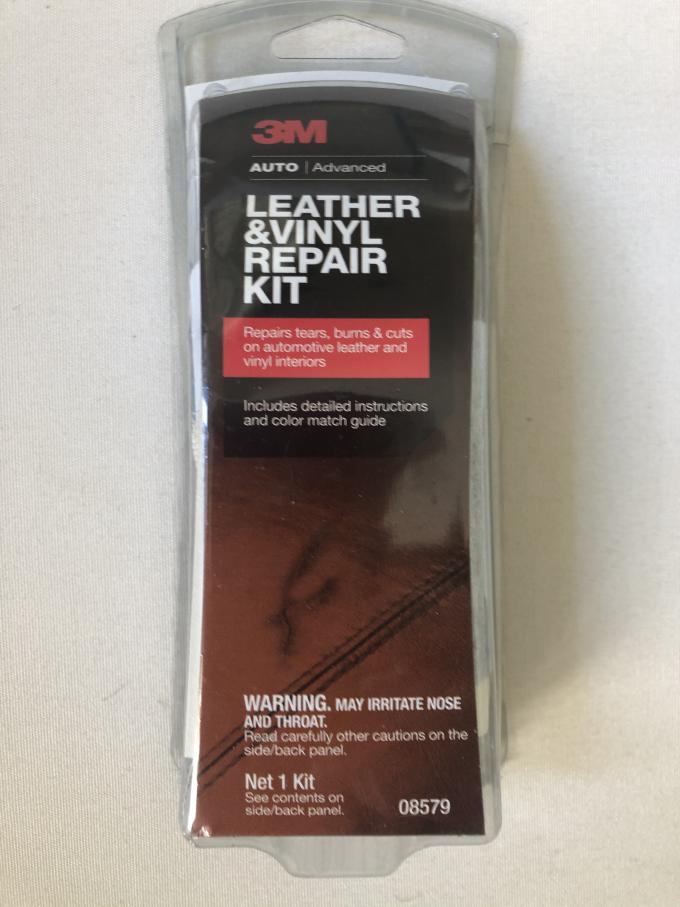 3M
AUTO | Advanced
LEATHER
&VINYL
REPAIR
KIT
Repairs tears, burns & cuts
on automotive leather and
vinyl interiors
Includes detailed instructions
and color match guide
WARNING. MAY IRRITATE NOSE
AND THROAT.
Read carefully other cautions on the
side/back panel.
Net 1 Kit
See contents on
side/back panel.
08579